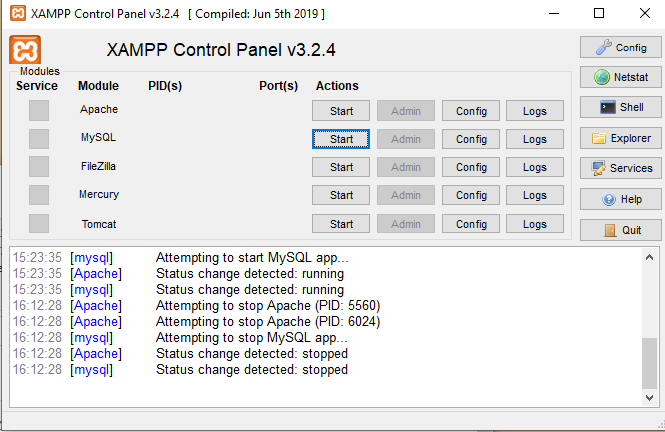 XAMPP Control Panel v3.2.4 [ Compiled: Jun 5th 2019 ]
XAMPP Control Panel v3.2.4
Config
Modules
Service Module PID(s) Port(s) Actions
Netstat
Apache Start Admin Config Logs
Shell
MySQL Start Admin Config Logs
Explorer
FileZilla Start Admin Config Logs
Services
Mercury Start Admin Config Logs
Help
Tomcat Start Admin Config Logs
Quit
15:23:35 [mysql] Attempting to start MySQL app...
15:23:35 [Apache] Status change detected: running
15:23:35 [mysql] Status change detected: running
16:12:28 [Apache] Attempting to stop Apache (PID: 5560)
16:12:28 [Apache] Attempting to stop Apache (PID: 6024)
16:12:28 [mysql] Attempting to stop MySQL app...
16:12:28 [Apache] Status change detected: stopped
16:12:28 [mysql] Status change detected: stopped